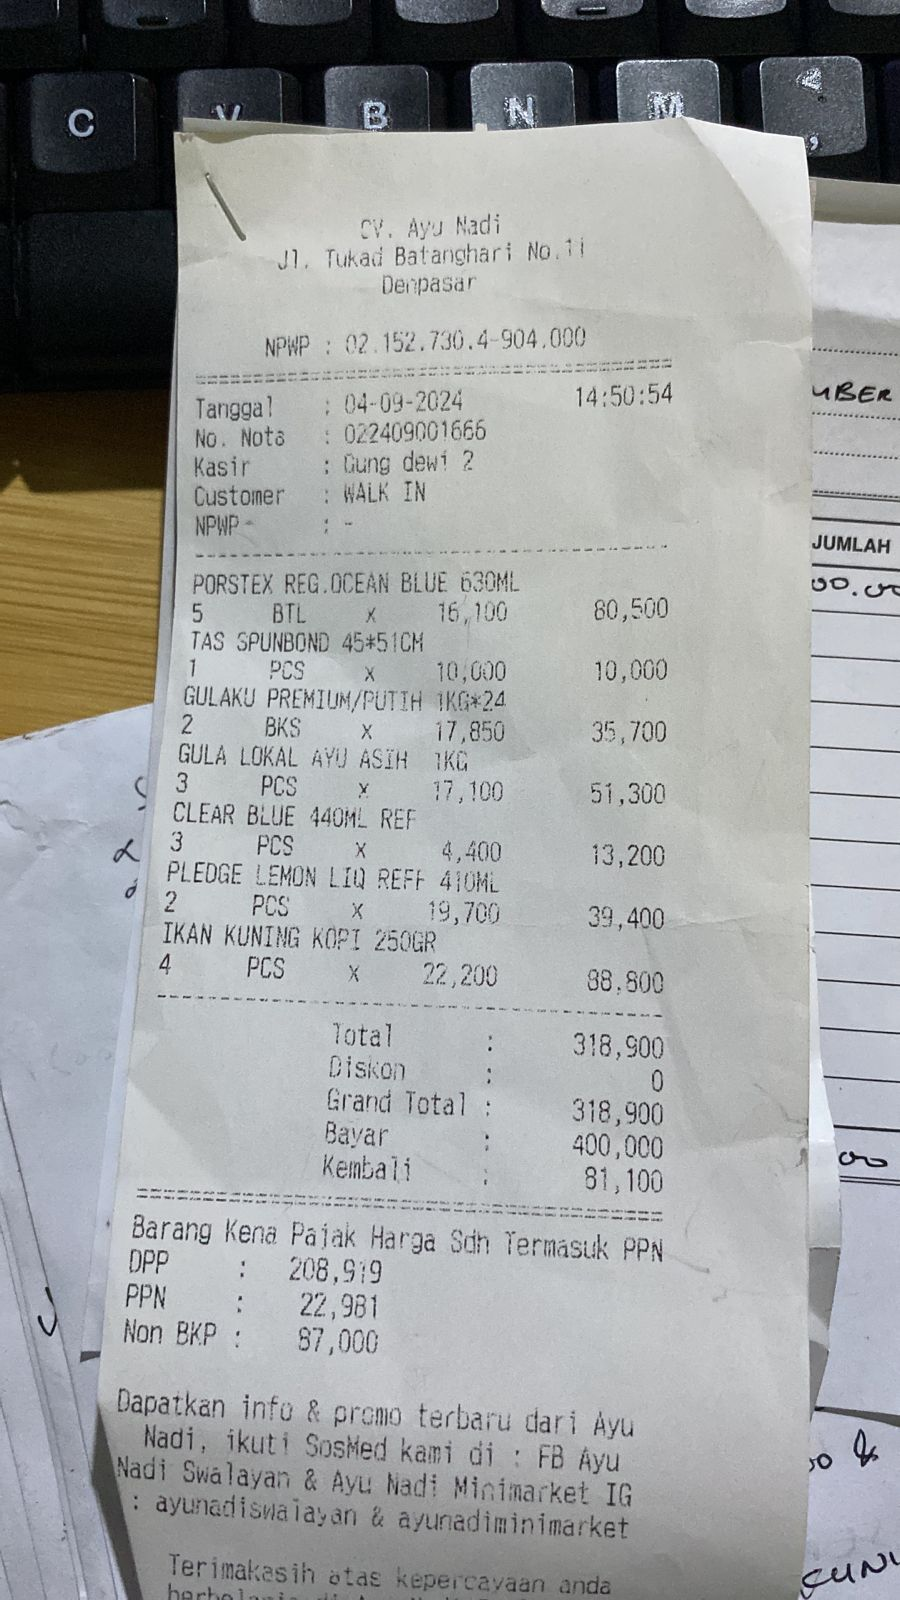 C V B N M ,
CV. Ayu Nadi
Jl. Tukad Batanghari No.11
Denpasar
NPWP : 02.152.730.4-904.000
Tanggal : 04-09-2024 14:50:54
No. Nota : 022409001666
Kasir : Gung dewi 2
Customer : WALK IN
NPWP : -
PORSTEX REG.OCEAN BLUE 630ML
5 BTL x 16,100 80,500
TAS SPUNBOND 45*51CM
1 PCS x 10,000 10,000
GULAKU PREMIUM/PUTIH 1KG*24
2 BKS x 17,850 35,700
GULA LOKAL AYU ASIH 1KG
3 PCS x 17,100 51,300
CLEAR BLUE 440ML REF
3 PCS x 4,400 13,200
PLEDGE LEMON LIQ REFF 410ML
2 PCS x 19,700 39,400
IKAN KUNING KOPI 250GR
4 PCS x 22,200 88,800
Total : 318,900
Diskon : 0
Grand Total : 318,900
Bayar : 400,000
Kembali : 81,100
Barang Kena Pajak Harga Sdh Termasuk PPN
DPP : 208,919
PPN : 22,981
Non BKP : 87,000
Dapatkan info & promo terbaru dari Ayu
Nadi, ikuti SosMed kami di : FB Ayu
Nadi Swalayan & Ayu Nadi Minimarket IG
: ayunadiswalayan & ayunadiminimarket
Terimakasih atas kepercayaan anda
JUMLAH